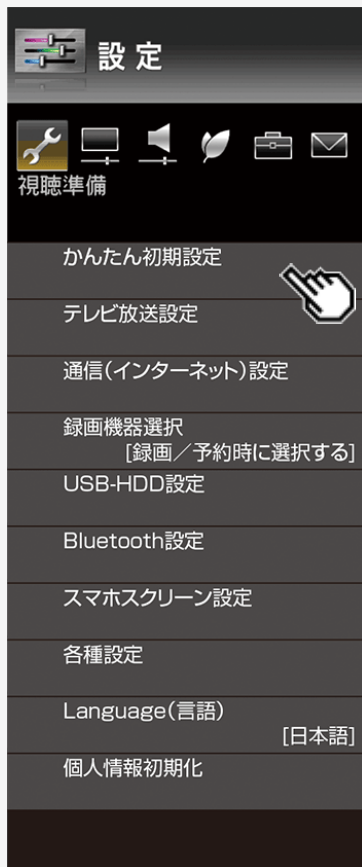 設定
視聴準備
かんたん初期設定
テレビ放送設定
通信(インターネット)設定
録画機器選択
[録画／予約時に選択する]
USB-HDD設定
Bluetooth設定
スマホスクリーン設定
各種設定
Language(言語)
[日本語]
個人情報初期化